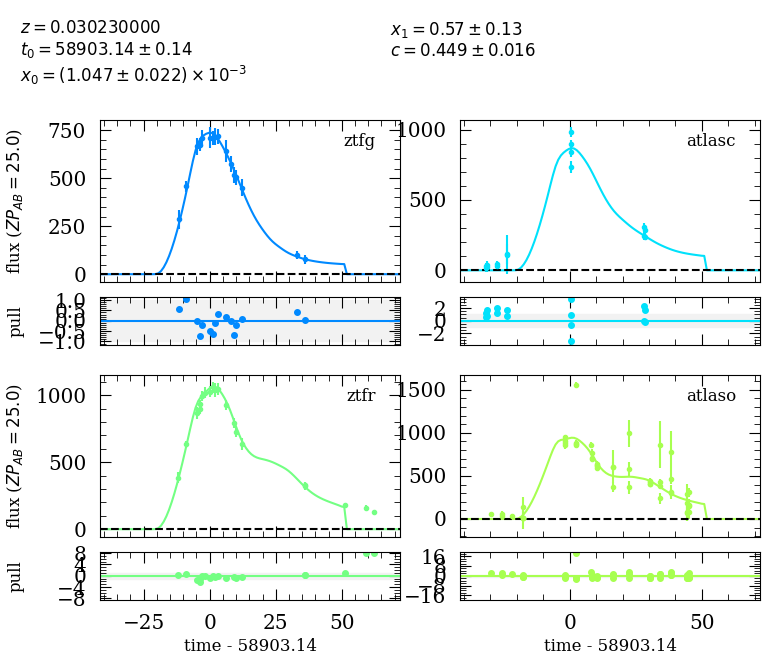 z = 0.030230000
t₀ = 58903.14 ± 0.14
x₀ = (1.047 ± 0.022) × 10⁻³
x₁ = 0.57 ± 0.13
c = 0.449 ± 0.016
flux (ZP_AB = 25.0)
750
500
250
0
ztfg
1000
500
0
atlasc
pull
1.0
0.5
0.0
−0.5
−1.0
2
0
−2
flux (ZP_AB = 25.0)
1000
500
0
ztfr
1500
1000
500
0
atlaso
pull
8
4
0
−4
−8
16
8
0
−8
−16
−25
0
25
50
time - 58903.14
0
50
time - 58903.14